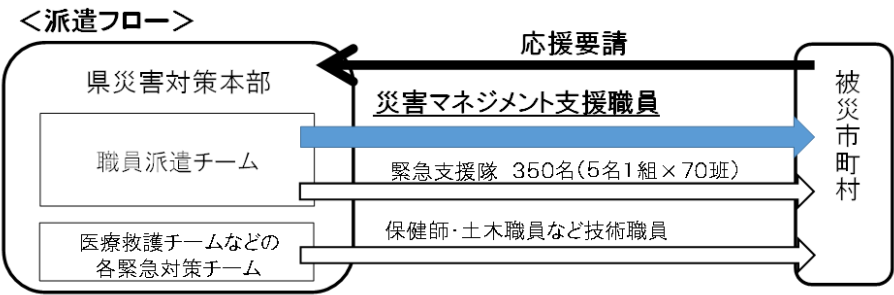 ＜派遣フロー＞
応援要請
県災害対策本部
災害マネジメント支援職員
職員派遣チーム
緊急支援隊　350名（5名1組×70班）
医療救護チームなどの
各緊急対策チーム
保健師・土木職員など技術職員
被災市町村